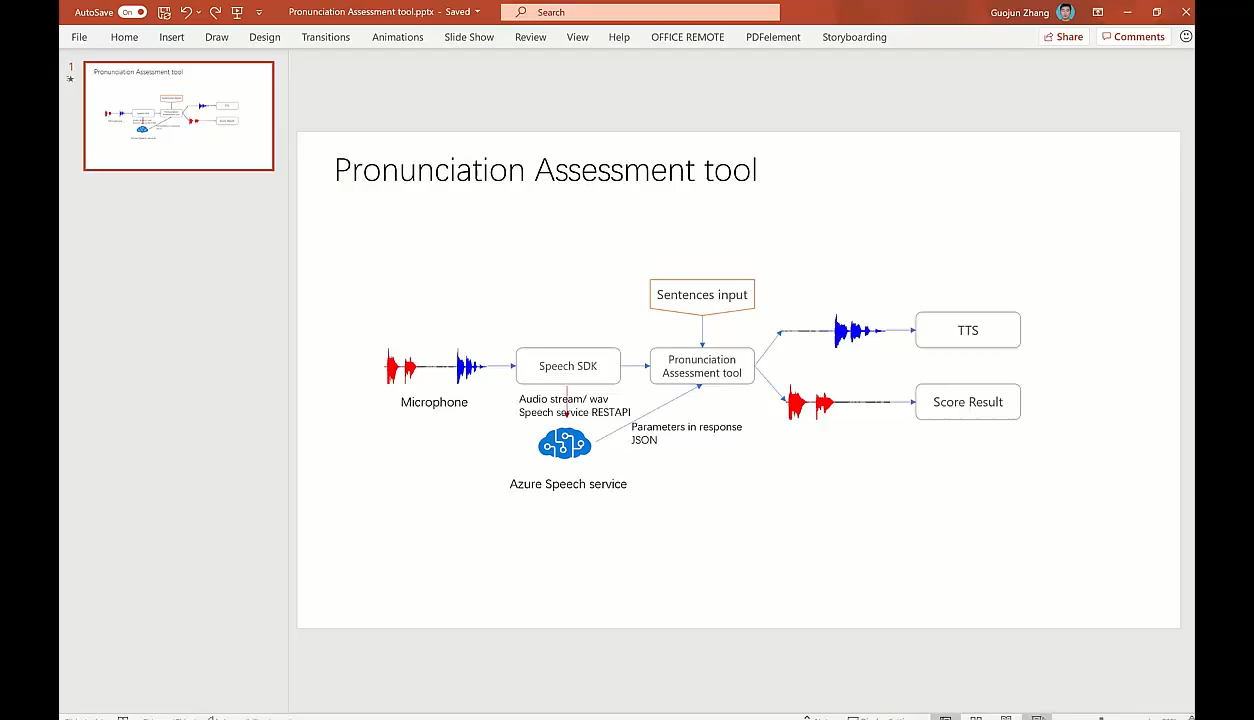 AutoSave On Pronunciation Assessment tool.pptx - Saved Search Guojun Zhang
File Home Insert Draw Design Transitions Animations Slide Show Review View Help OFFICE REMOTE PDFelement Storyboarding Share Comments
1
Pronunciation Assessment tool
Pronunciation Assessment tool
Sentences input
TTS
Speech SDK
Pronunciation
Assessment tool
Microphone
Score Result
Audio stream/ wav
Speech service RESTAPI
Parameters in response
JSON
Azure Speech service